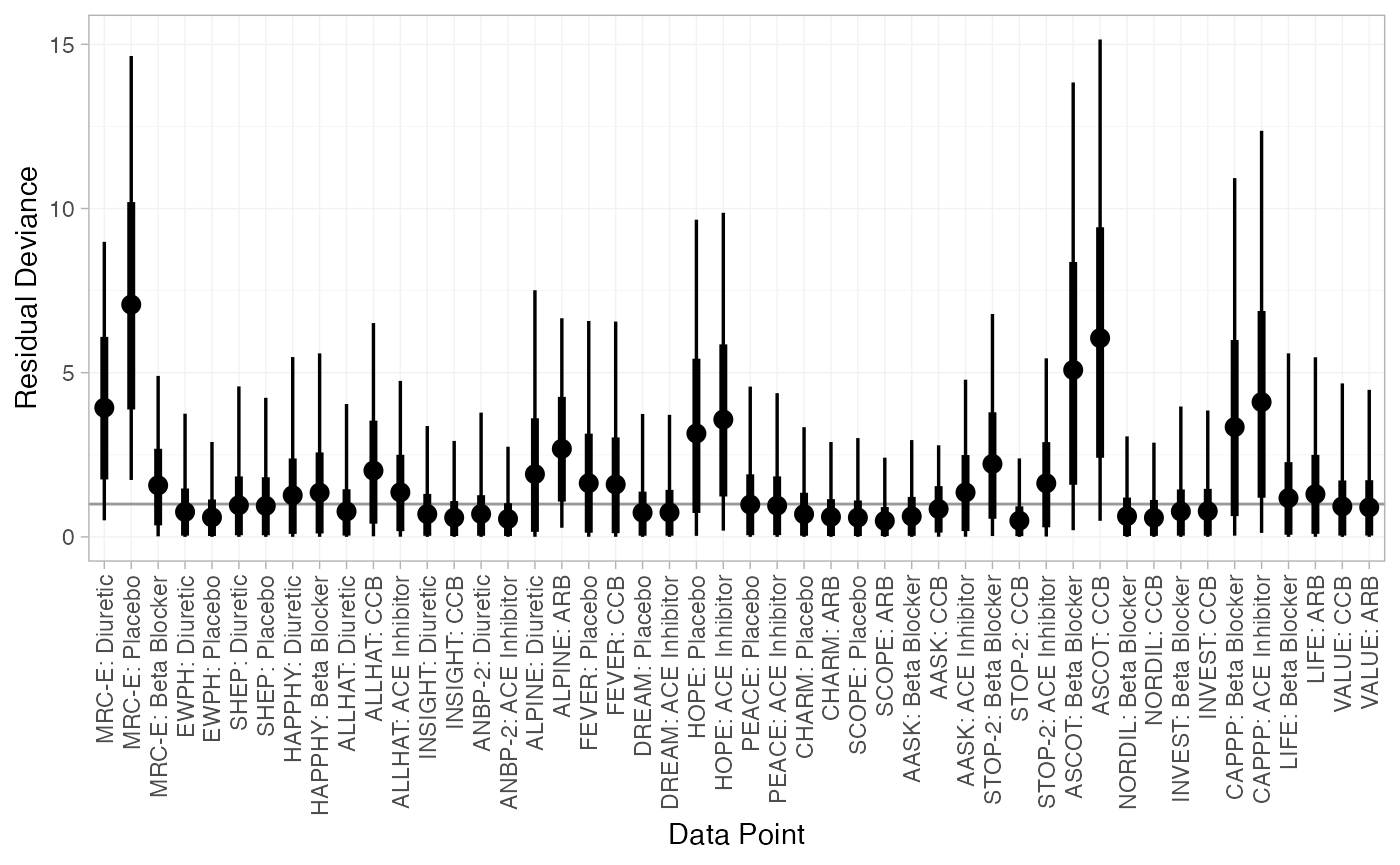 Residual Deviance
15
10
5
0
MRC-E: Diuretic
MRC-E: Placebo
MRC-E: Beta Blocker
EWPH: Diuretic
EWPH: Placebo
SHEP: Diuretic
SHEP: Placebo
HAPPHY: Diuretic
HAPPHY: Beta Blocker
ALLHAT: Diuretic
ALLHAT: CCB
ALLHAT: ACE Inhibitor
INSIGHT: Diuretic
INSIGHT: CCB
ANBP-2: Diuretic
ANBP-2: ACE Inhibitor
ALPINE: Diuretic
ALPINE: ARB
FEVER: Placebo
FEVER: CCB
DREAM: Placebo
DREAM: ACE Inhibitor
HOPE: Placebo
HOPE: ACE Inhibitor
PEACE: Placebo
PEACE: ACE Inhibitor
CHARM: Placebo
CHARM: ARB
SCOPE: Placebo
SCOPE: ARB
AASK: Beta Blocker
AASK: CCB
AASK: ACE Inhibitor
STOP-2: Beta Blocker
STOP-2: CCB
STOP-2: ACE Inhibitor
ASCOT: Beta Blocker
ASCOT: CCB
NORDIL: Beta Blocker
NORDIL: CCB
INVEST: Beta Blocker
INVEST: CCB
CAPPP: Beta Blocker
CAPPP: ACE Inhibitor
LIFE: Beta Blocker
LIFE: ARB
VALUE: CCB
VALUE: ARB
Data Point